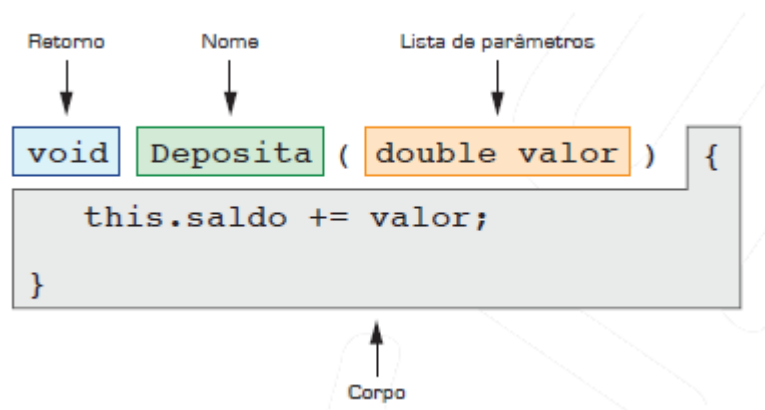 Retorno Nome Lista de parâmetros
void Deposita ( double valor ) {
this.saldo += valor;
}
Corpo